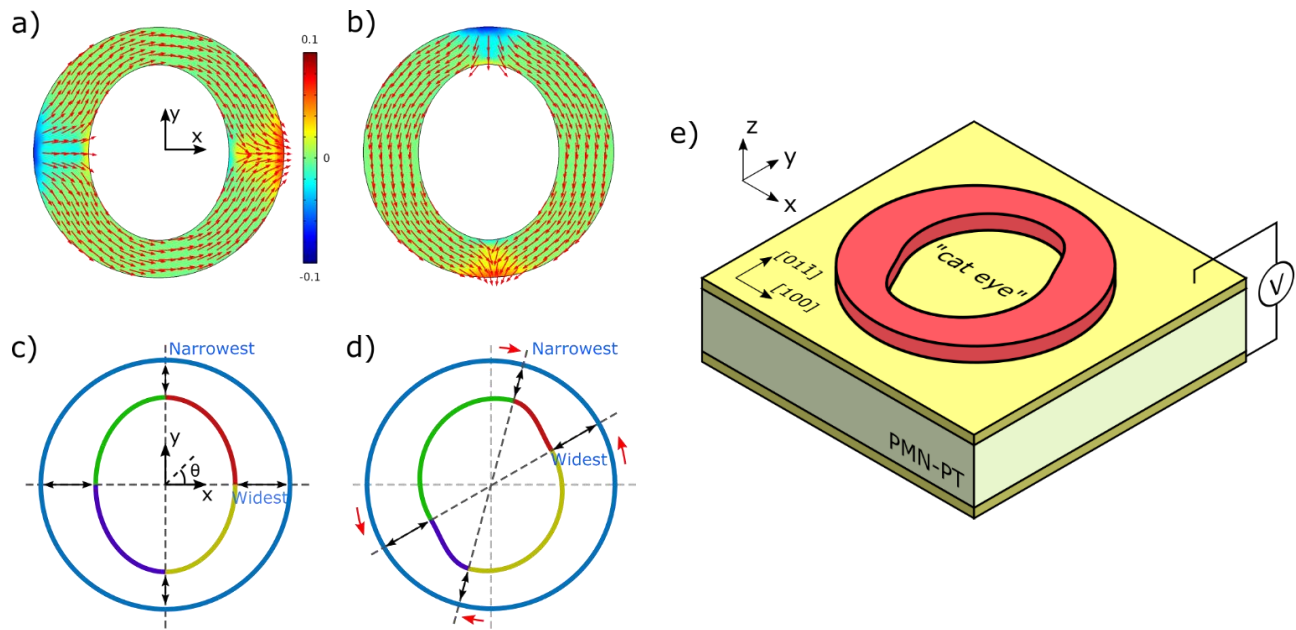 a)
0.1
0
-0.1
y
x
b)
c)
Narrowest
y
θ
x
Widest
d)
Narrowest
Widest
e)
z
y
x
[011̄]
[100]
"cat eye"
PMN-PT
V